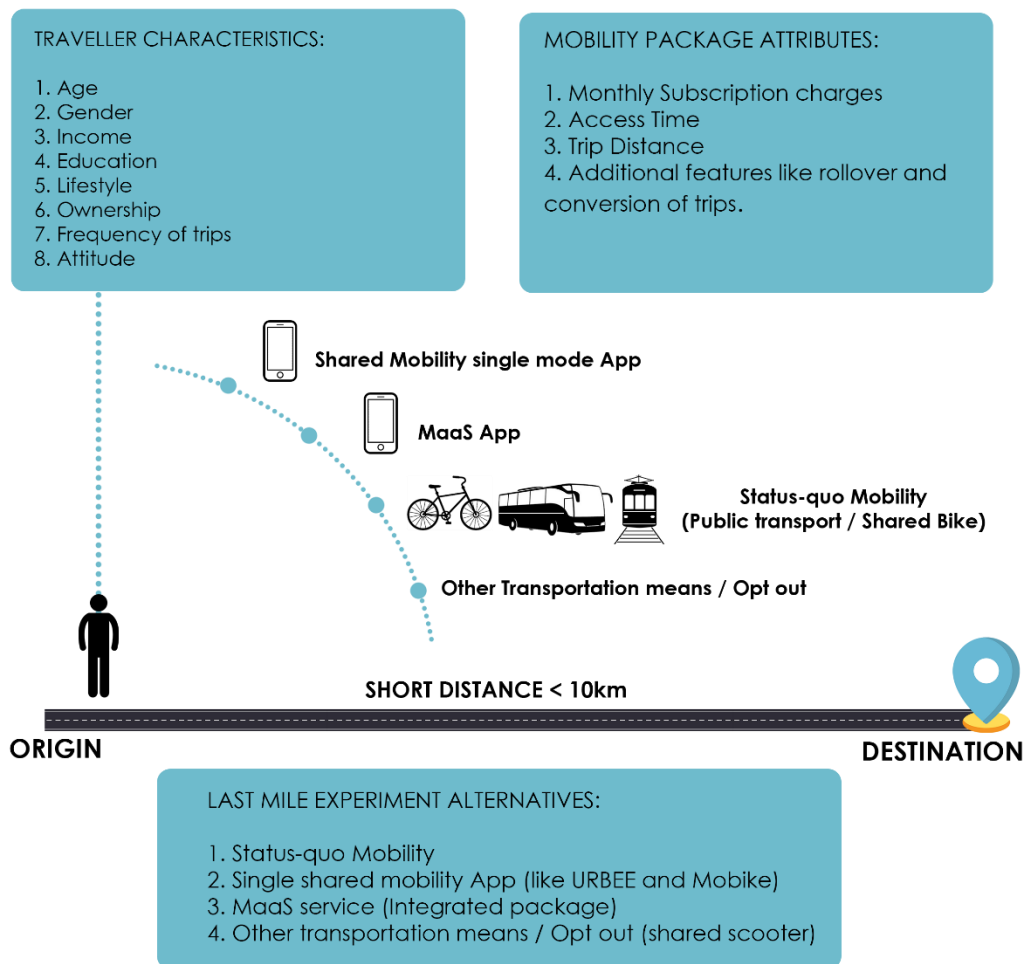 TRAVELLER CHARACTERISTICS:
1. Age
2. Gender
3. Income
4. Education
5. Lifestyle
6. Ownership
7. Frequency of trips
8. Attitude
MOBILITY PACKAGE ATTRIBUTES:
1. Monthly Subscription charges
2. Access Time
3. Trip Distance
4. Additional features like rollover and
conversion of trips.
Shared Mobility single mode App
MaaS App
Status-quo Mobility
(Public transport / Shared Bike)
Other Transportation means / Opt out
SHORT DISTANCE < 10km
ORIGIN
DESTINATION
LAST MILE EXPERIMENT ALTERNATIVES:
1. Status-quo Mobility
2. Single shared mobility App (like URBEE and Mobike)
3. MaaS service (Integrated package)
4. Other transportation means / Opt out (shared scooter)